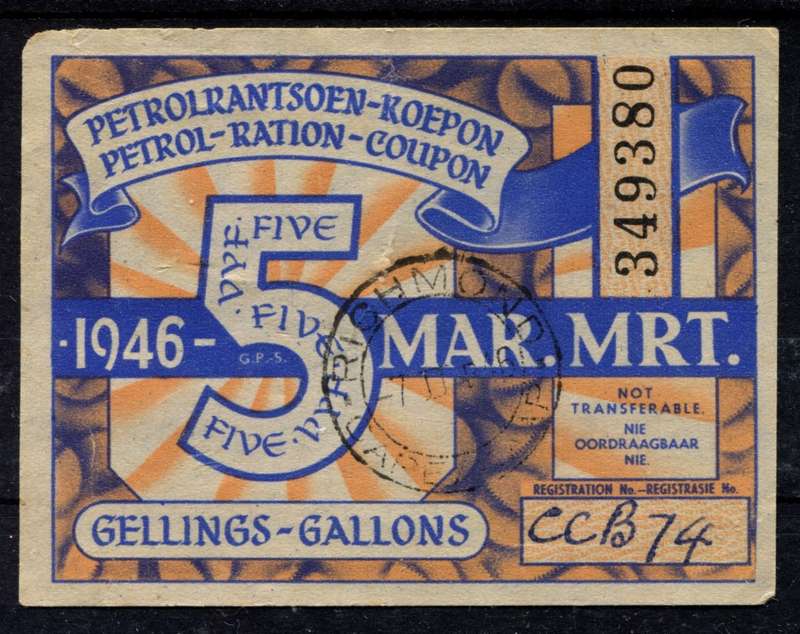 PETROLRANTSOEN-KOEPON
PETROL-RATION-COUPON
349380
5
FIVE
VYF
FIVE
VYF
FIVE
G.P.-S.
·1946-
MAR. MRT.
RICHMOND
NOT
TRANSFERABLE.
NIE
OORDRAAGBAAR
NIE.
REGISTRATION No.-REGISTRASIE No.
CCB74
GELLINGS-GALLONS